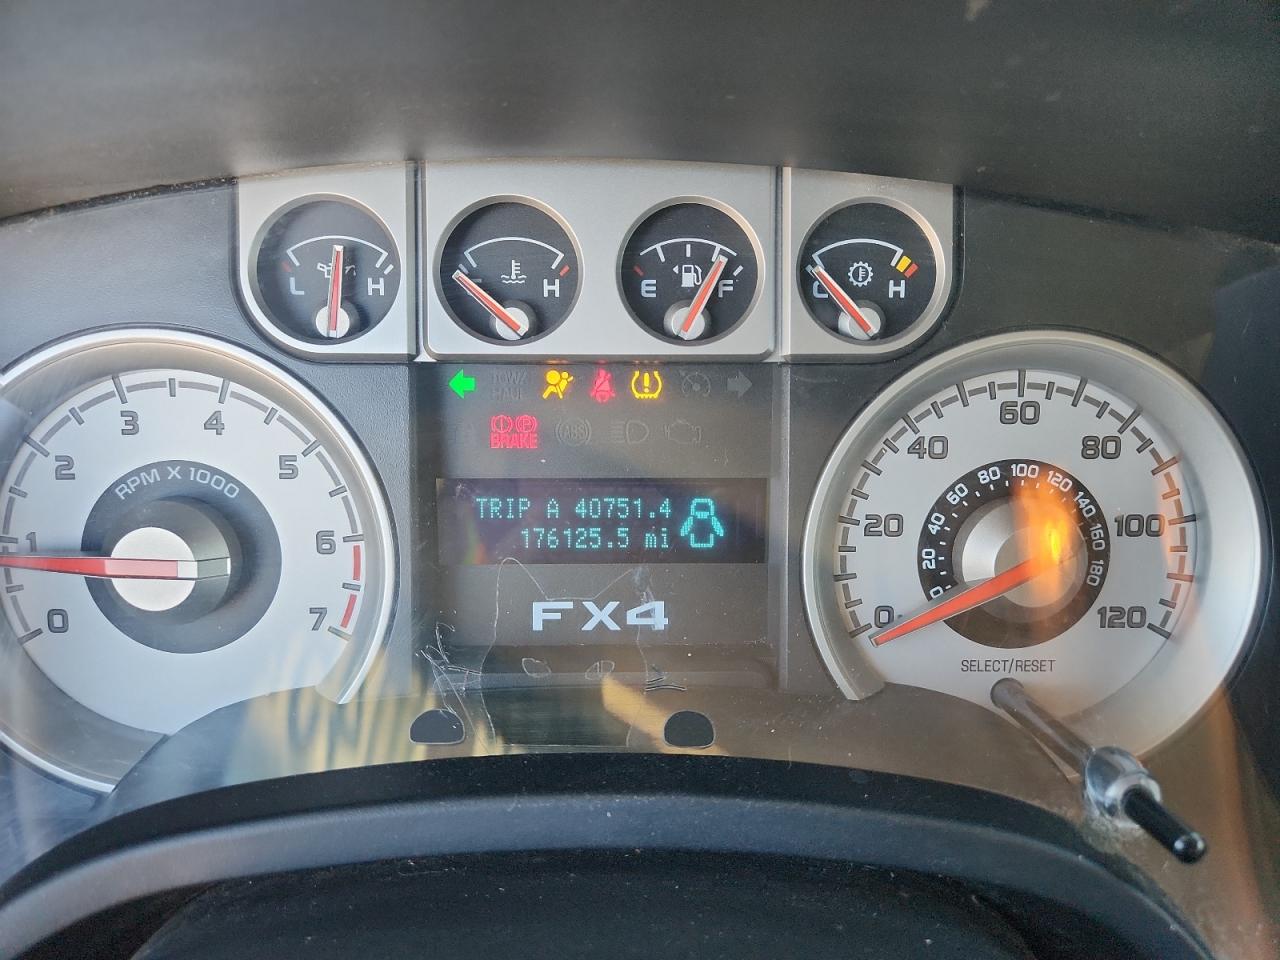 L H
H
E F
C H
TOW/
HAUL
BRAKE
ABS
0 1 2 3 4 5 6 7
RPM X 1000
TRIP A 40751.4
176125.5 mi
FX4
0 20 40 60 80 100 120
0 20 40 60 80 100 120 140 160 180
SELECT/RESET